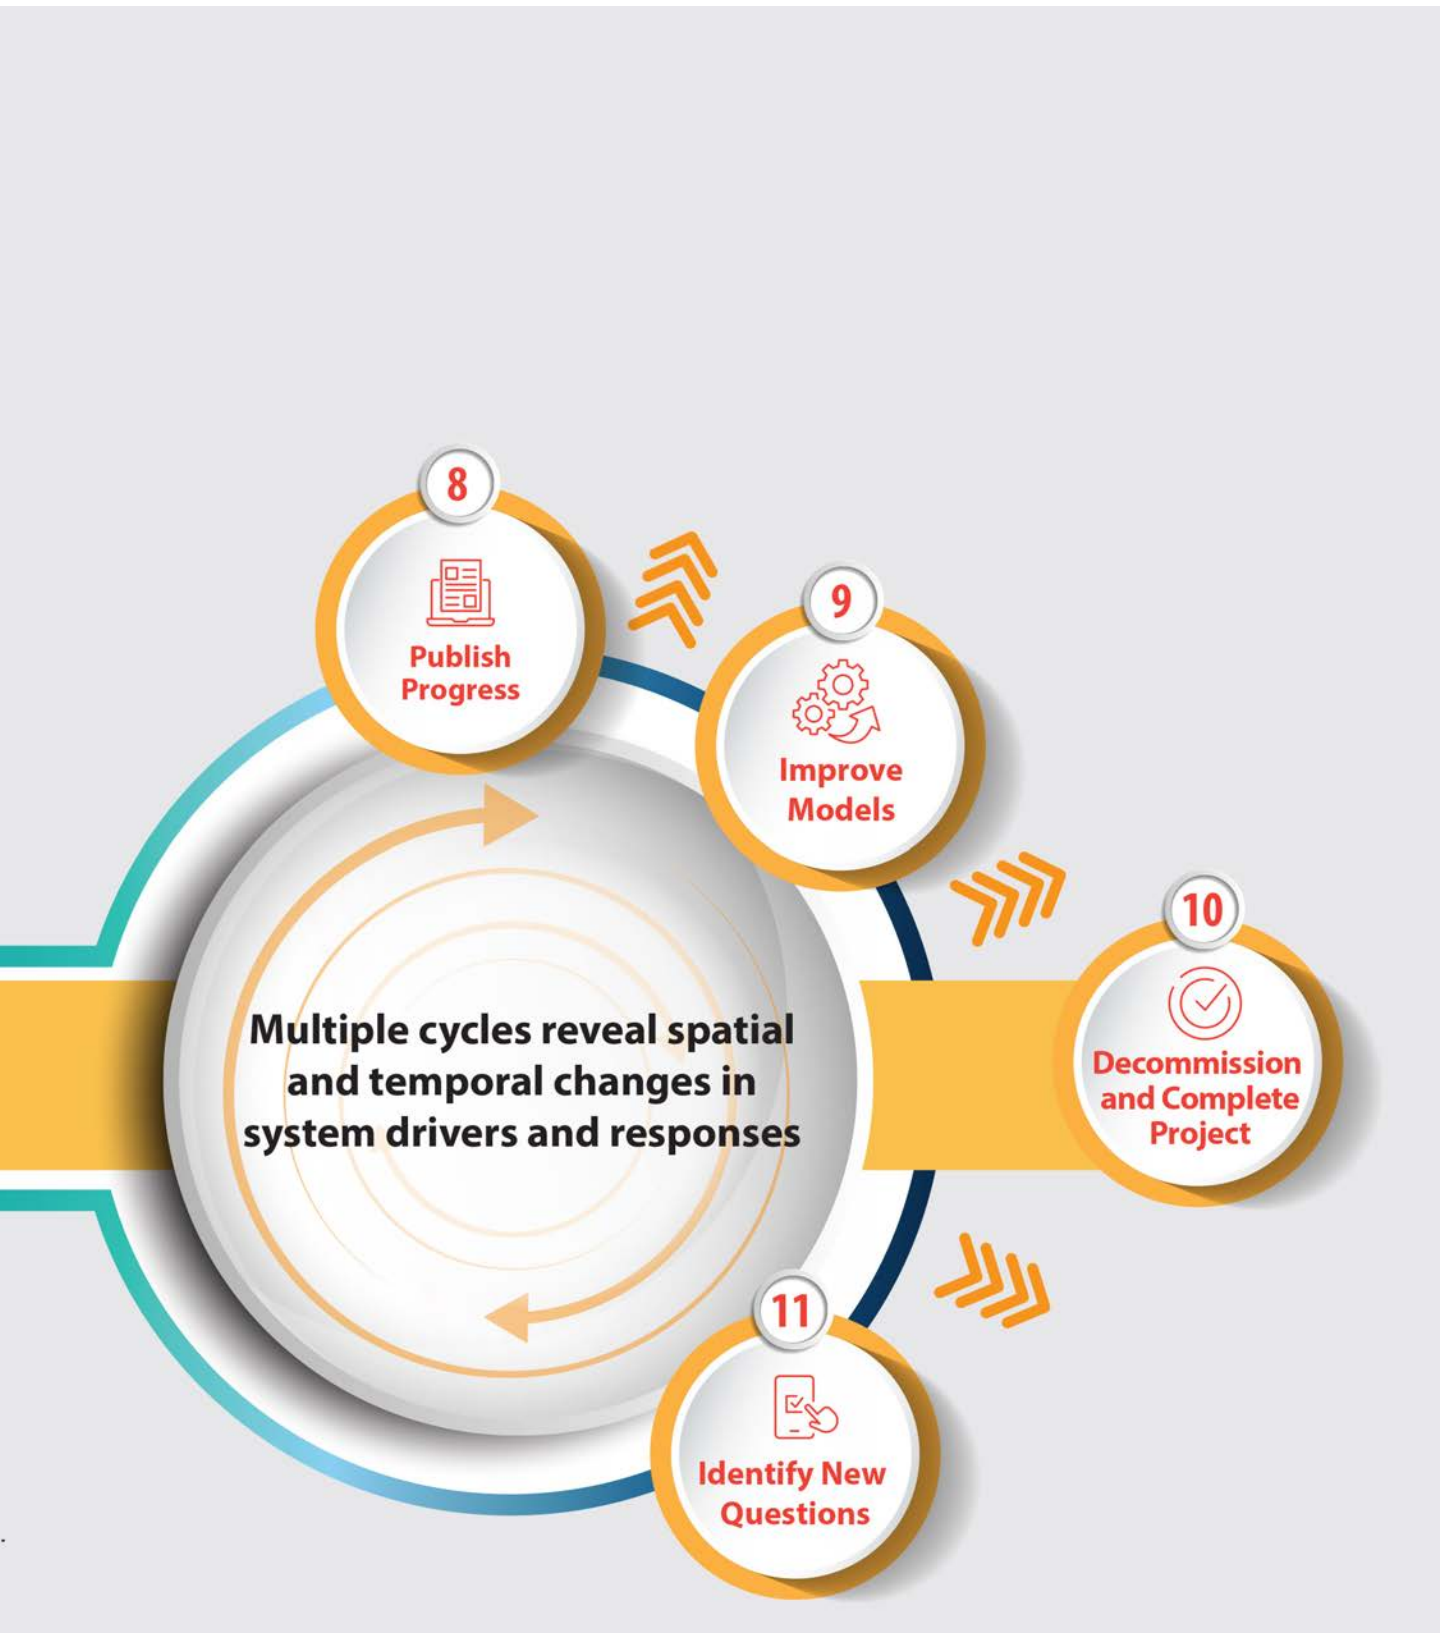 8
Publish
Progress
9
Improve
Models
10
Decommission
and Complete
Project
Multiple cycles reveal spatial
and temporal changes in
system drivers and responses
11
Identify New
Questions
.